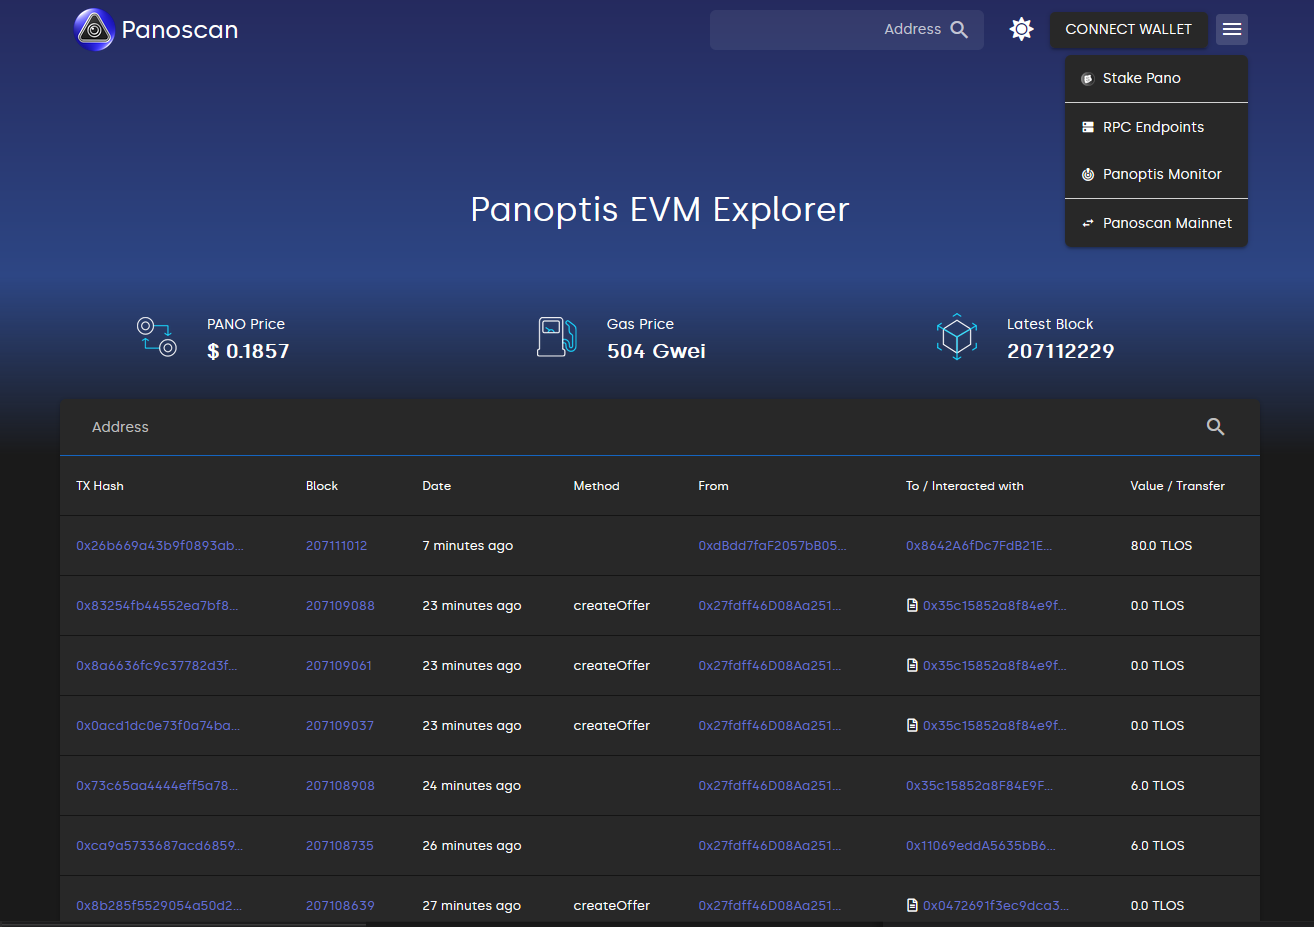 Panoscan
Address
CONNECT WALLET
Stake Pano
RPC Endpoints
Panoptis Monitor
Panoscan Mainnet
Panoptis EVM Explorer
PANO Price
$ 0.1857
Gas Price
504 Gwei
Latest Block
207112229
Address
TX Hash Block Date Method From To / Interacted with Value / Transfer
0x26b669a43b9f0893ab... 207111012 7 minutes ago 0xdBdd7faF2057bB05... 0x8642A6fDc7FdB21E... 80.0 TLOS
0x83254fb44552ea7bf8... 207109088 23 minutes ago createOffer 0x27fdff46D08Aa251... 0x35c15852a8f84e9f... 0.0 TLOS
0x8a6636fc9c37782d3f... 207109061 23 minutes ago createOffer 0x27fdff46D08Aa251... 0x35c15852a8f84e9f... 0.0 TLOS
0x0acd1dc0e73f0a74ba... 207109037 23 minutes ago createOffer 0x27fdff46D08Aa251... 0x35c15852a8f84e9f... 0.0 TLOS
0x73c65aa4444eff5a78... 207108908 24 minutes ago 0x27fdff46D08Aa251... 0x35c15852a8F84E9F... 6.0 TLOS
0xca9a5733687acd6859... 207108735 26 minutes ago 0x27fdff46D08Aa251... 0x11069eddA5635bB6... 6.0 TLOS
0x8b285f5529054a50d2... 207108639 27 minutes ago createOffer 0x27fdff46D08Aa251... 0x0472691f3ec9dca3... 0.0 TLOS